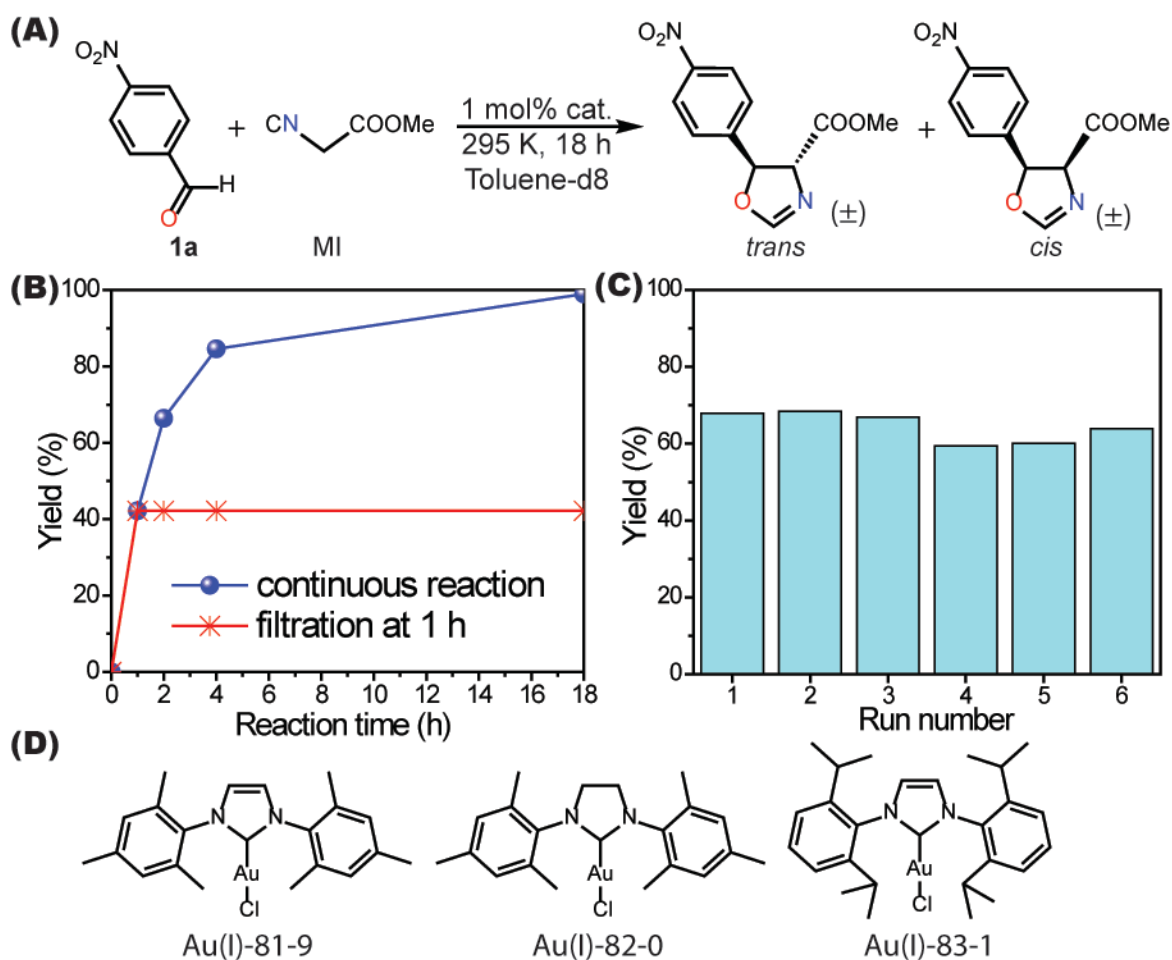 (A)
O₂N
O
H
1a
+
CN
COOMe
MI
1 mol% cat.
295 K, 18 h
Toluene-d8
O₂N
COOMe
O
N
(±)
trans
+
O₂N
COOMe
O
N
(±)
cis
(B)
Yield (%)
100
80
60
40
20
0
continuous reaction
filtration at 1 h
0 2 4 6 8 10 12 14 16 18
Reaction time (h)
(C)
Yield (%)
100
80
60
40
20
0
1 2 3 4 5 6
Run number
(D)
N
N
Au
Cl
Au(I)-81-9
N
N
Au
Cl
Au(I)-82-0
N
N
Au
Cl
Au(I)-83-1